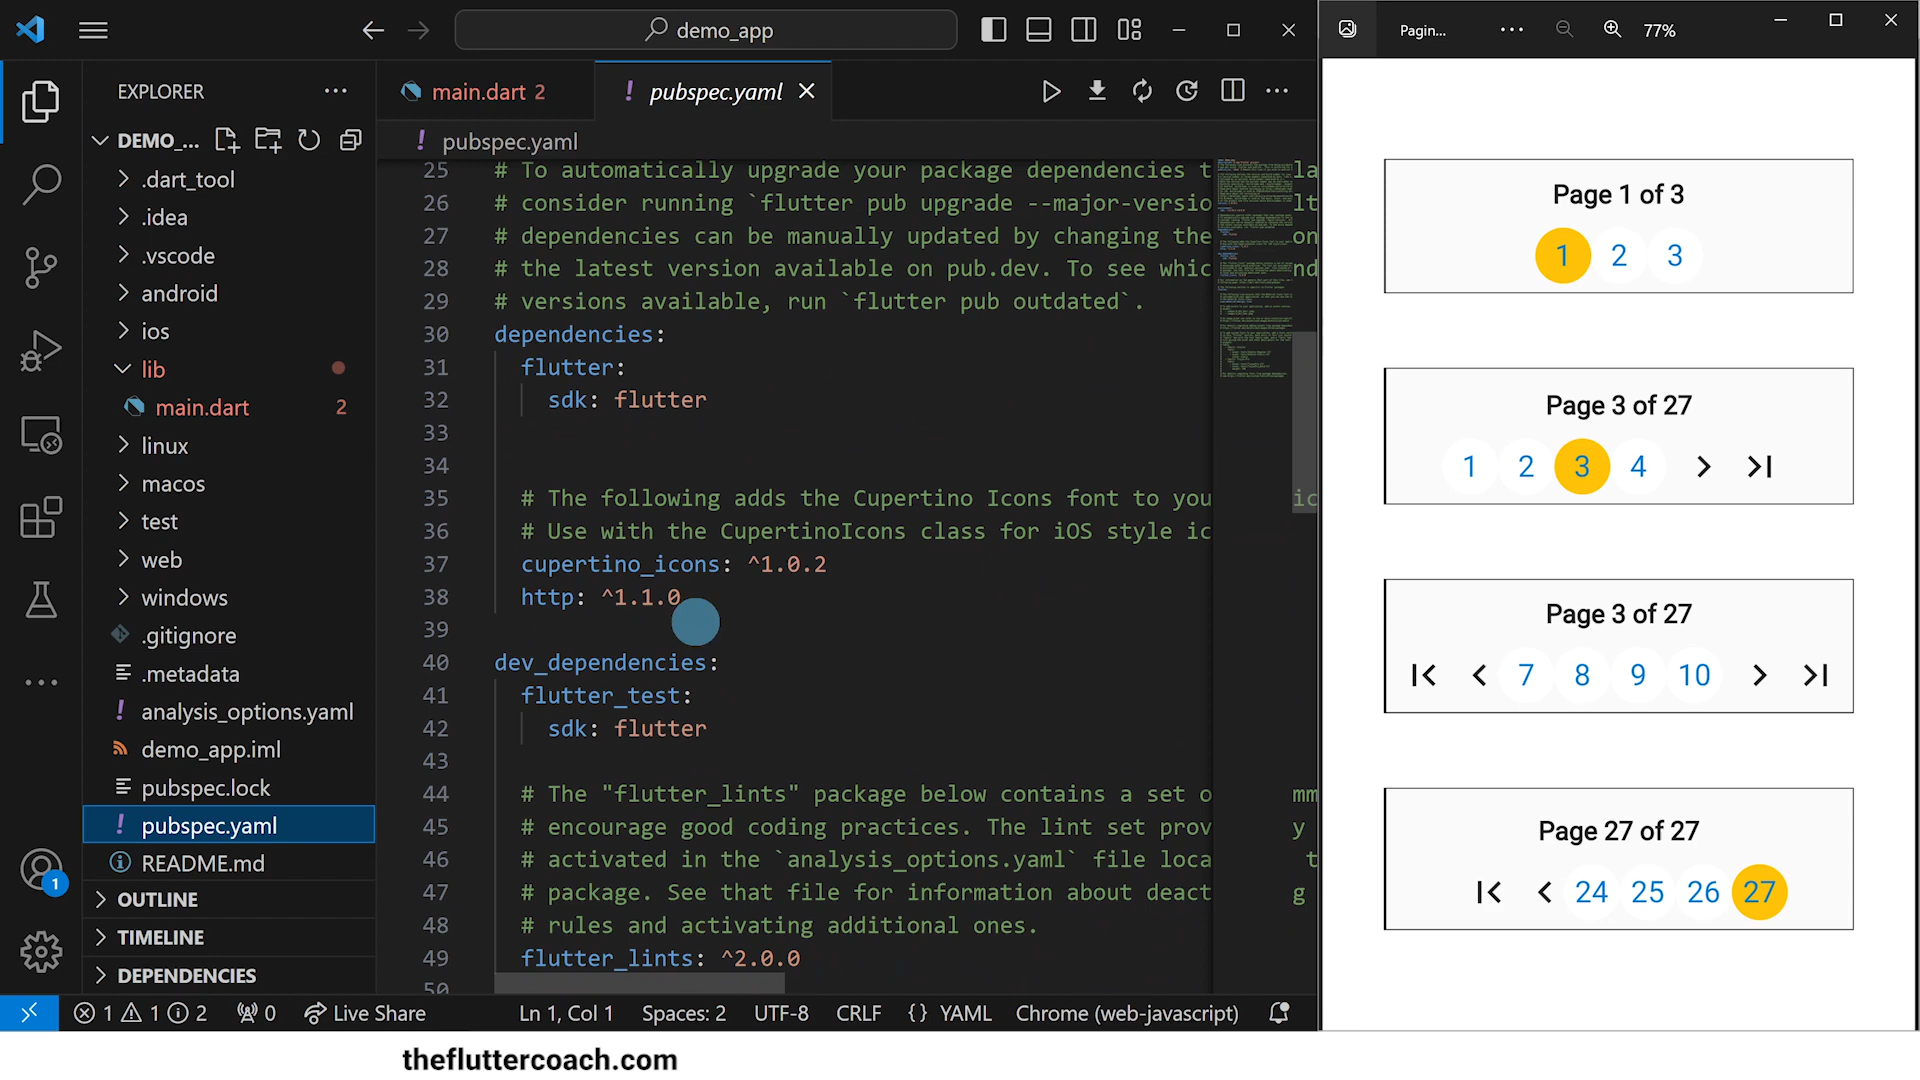 demo_app
Pagin...
77%
EXPLORER
main.dart 2
! pubspec.yaml
DEMO_...
! pubspec.yaml
.dart_tool
.idea
.vscode
android
ios
lib
main.dart 2
linux
macos
test
web
windows
.gitignore
.metadata
! analysis_options.yaml
demo_app.iml
pubspec.lock
! pubspec.yaml
README.md
OUTLINE
TIMELINE
DEPENDENCIES
1
25 # To automatically upgrade your package dependencies t
26 # consider running `flutter pub upgrade --major-versio
27 # dependencies can be manually updated by changing the
28 # the latest version available on pub.dev. To see whic
29 # versions available, run `flutter pub outdated`.
30 dependencies:
31 flutter:
32 sdk: flutter
33
34
35 # The following adds the Cupertino Icons font to you ic
36 # Use with the CupertinoIcons class for iOS style ic
37 cupertino_icons: ^1.0.2
38 http: ^1.1.0
39
40 dev_dependencies:
41 flutter_test:
42 sdk: flutter
43
44 # The "flutter_lints" package below contains a set o mm
45 # encourage good coding practices. The lint set prov y
46 # activated in the `analysis_options.yaml` file loca t
47 # package. See that file for information about deact g
48 # rules and activating additional ones.
49 flutter_lints: ^2.0.0
50
1 1 2 0 Live Share Ln 1, Col 1 Spaces: 2 UTF-8 CRLF {} YAML Chrome (web-javascript)
Page 1 of 3
1 2 3
Page 3 of 27
1 2 3 4
Page 3 of 27
7 8 9 10
Page 27 of 27
24 25 26 27
thefluttercoach.com